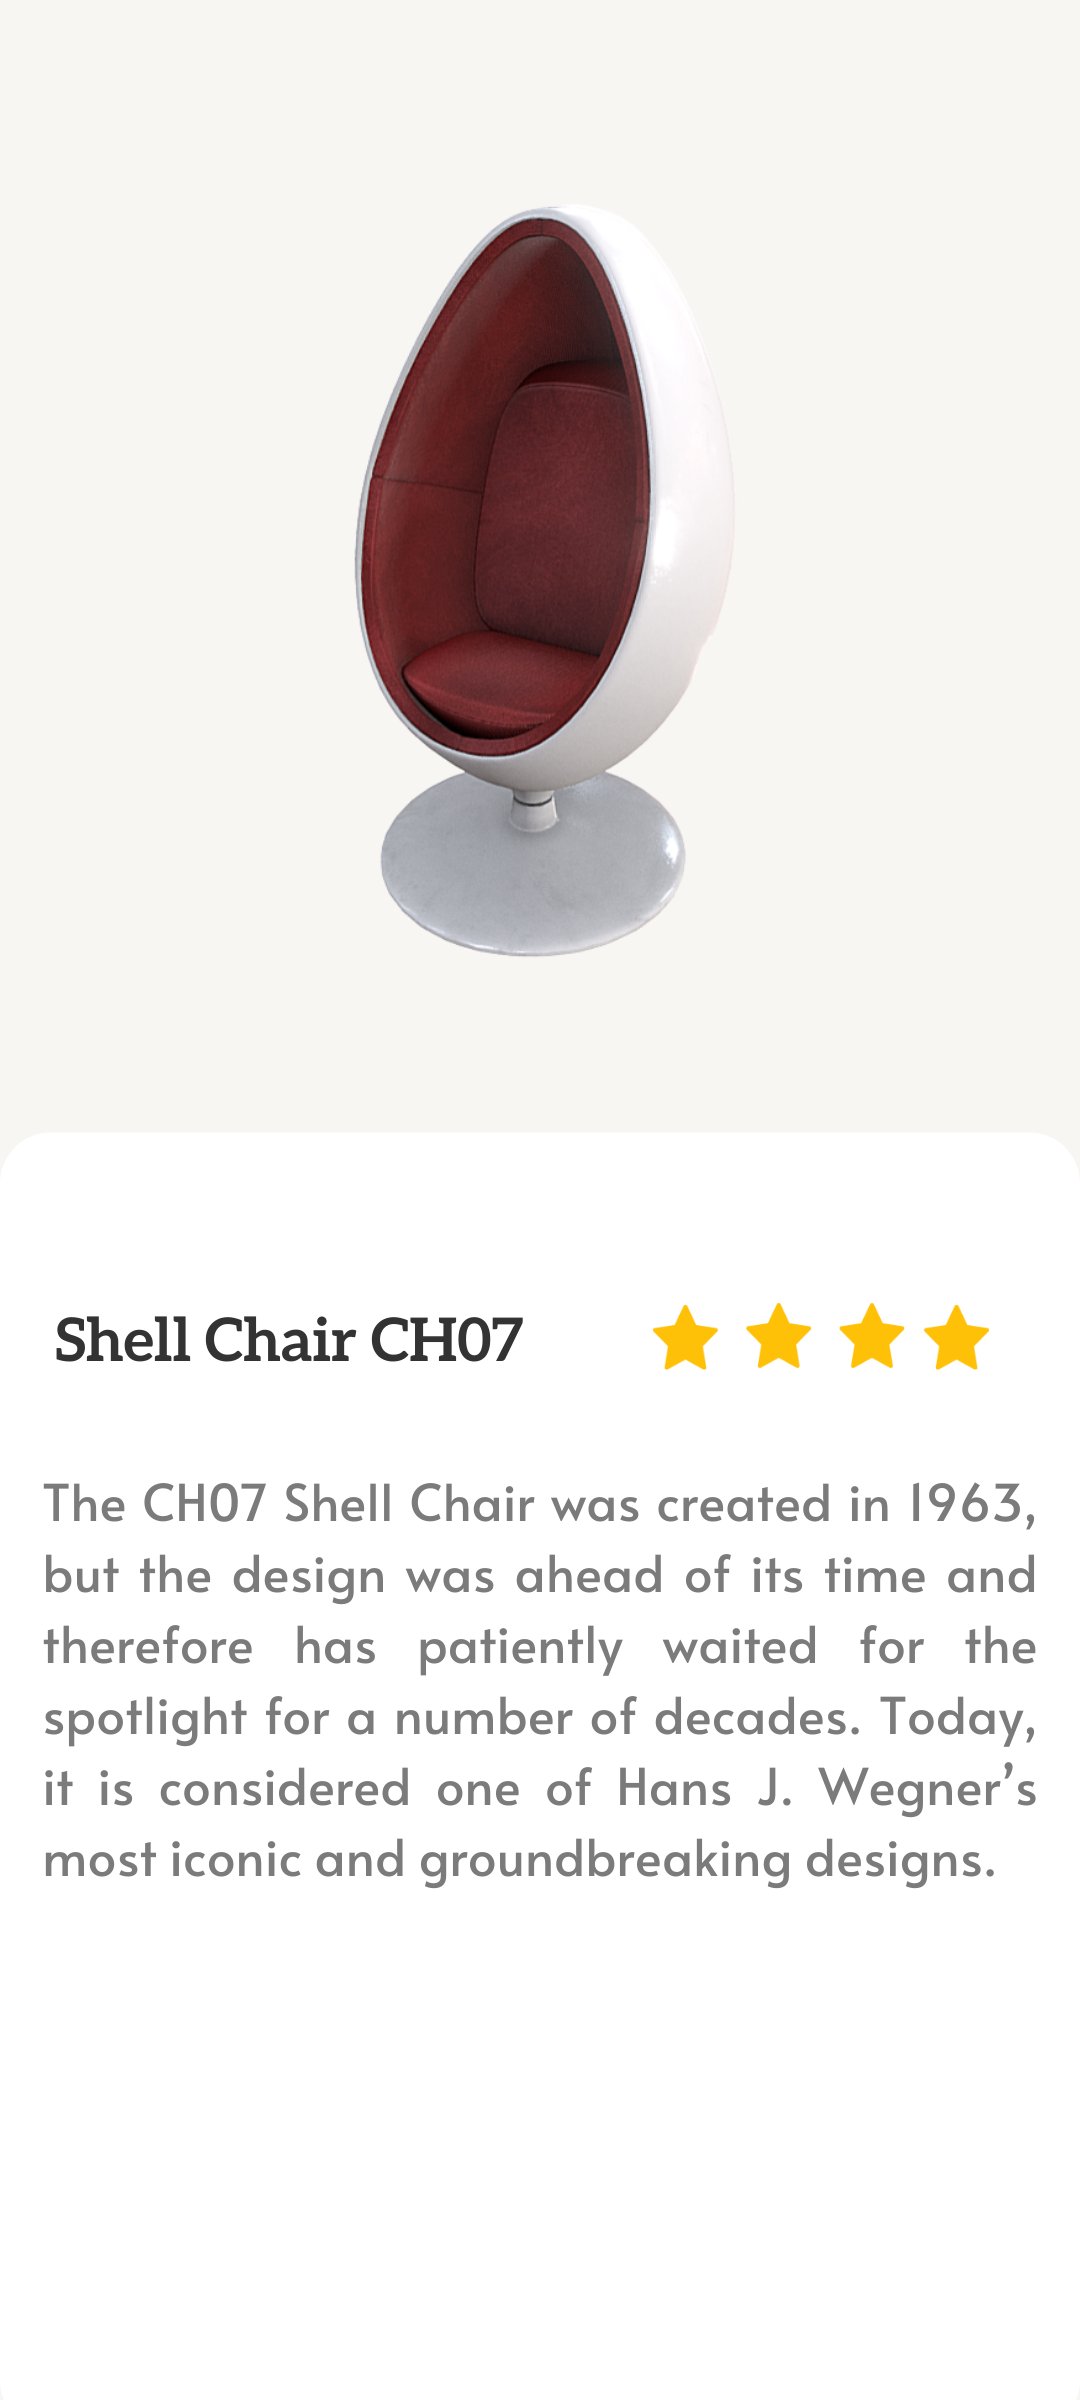 Shell Chair CH07
The CH07 Shell Chair was created in 1963,
but the design was ahead of its time and
therefore has patiently waited for the
spotlight for a number of decades. Today,
it is considered one of Hans J. Wegner’s
most iconic and groundbreaking designs.